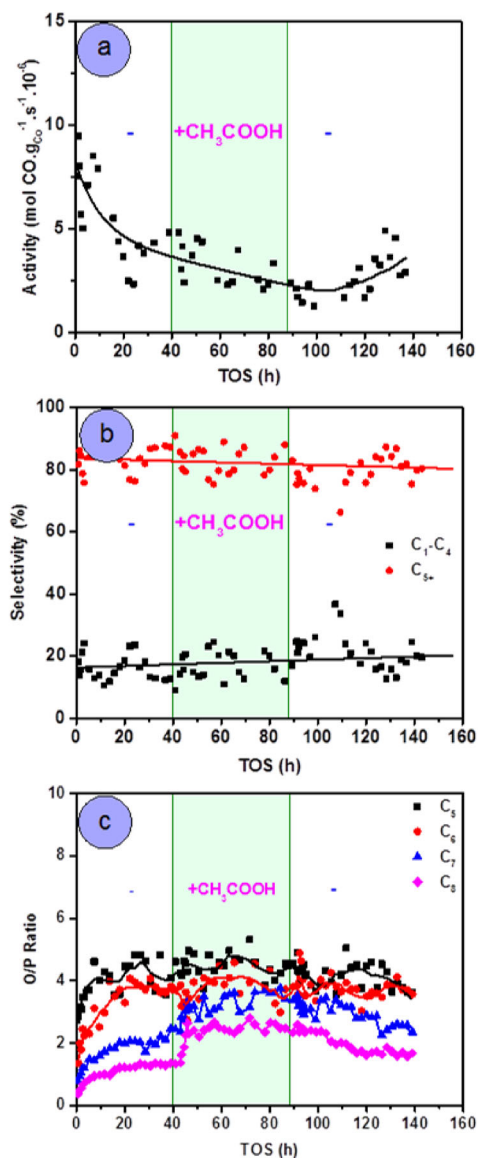 a
Activity (mol CO.g_Co^-1.s^-1.10^-6)
15
10
5
0
- +CH3COOH -
0 20 40 60 80 100 120 140 160
TOS (h)
b
Selectivity (%)
100
80
60
40
20
0
- +CH3COOH -
C1-C4
C5+
0 20 40 60 80 100 120 140 160
TOS (h)
c
O/P Ratio
10
8
6
4
2
0
C5
C6
C7
C8
- +CH3COOH -
0 20 40 60 80 100 120 140 160
TOS (h)